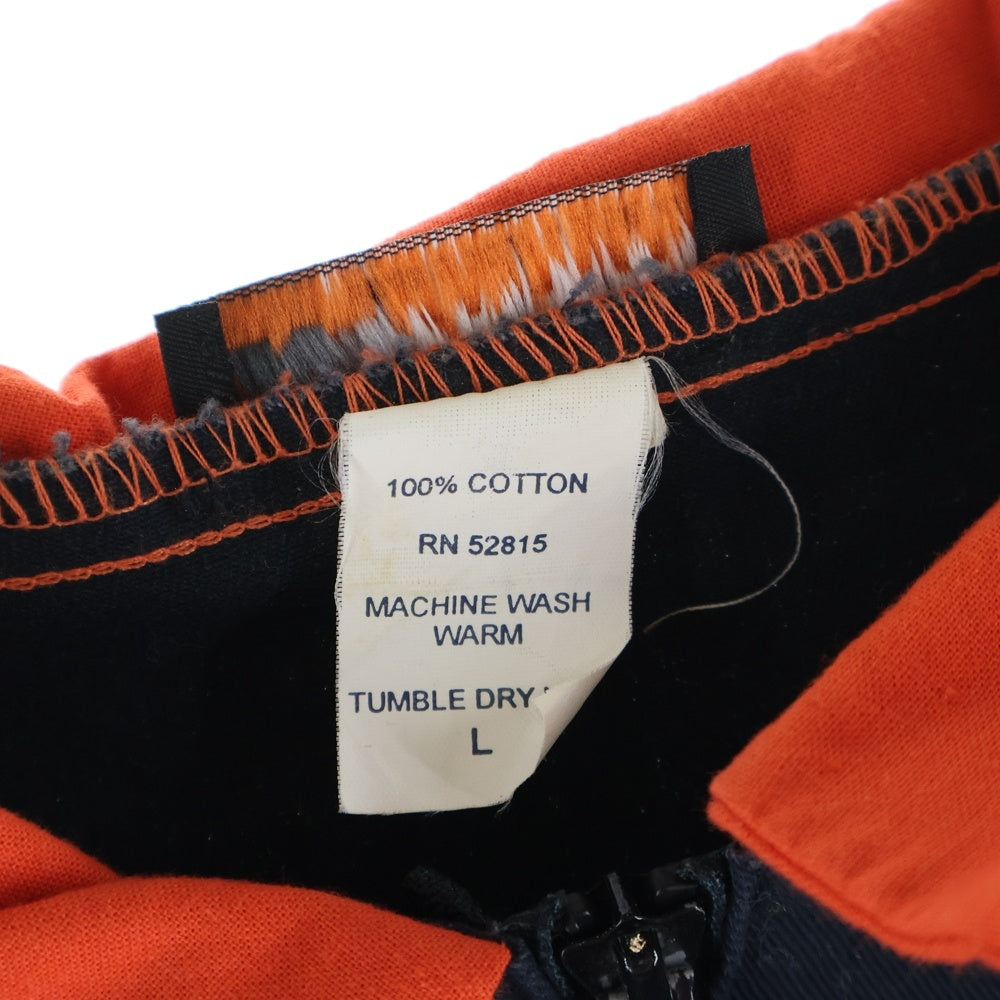 100% COTTON
RN 52815
MACHINE WASH
WARM
TUMBLE DRY
L